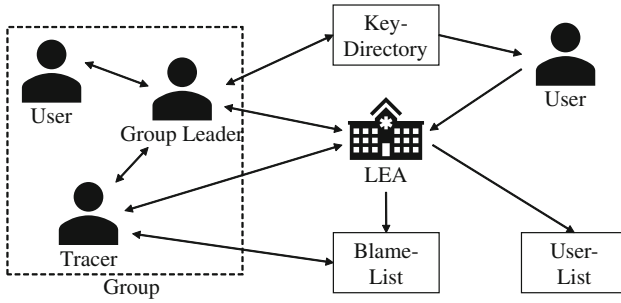 Key-
Directory
User
Group Leader
User
LEA
Tracer
Group
Blame-
List
User-
List